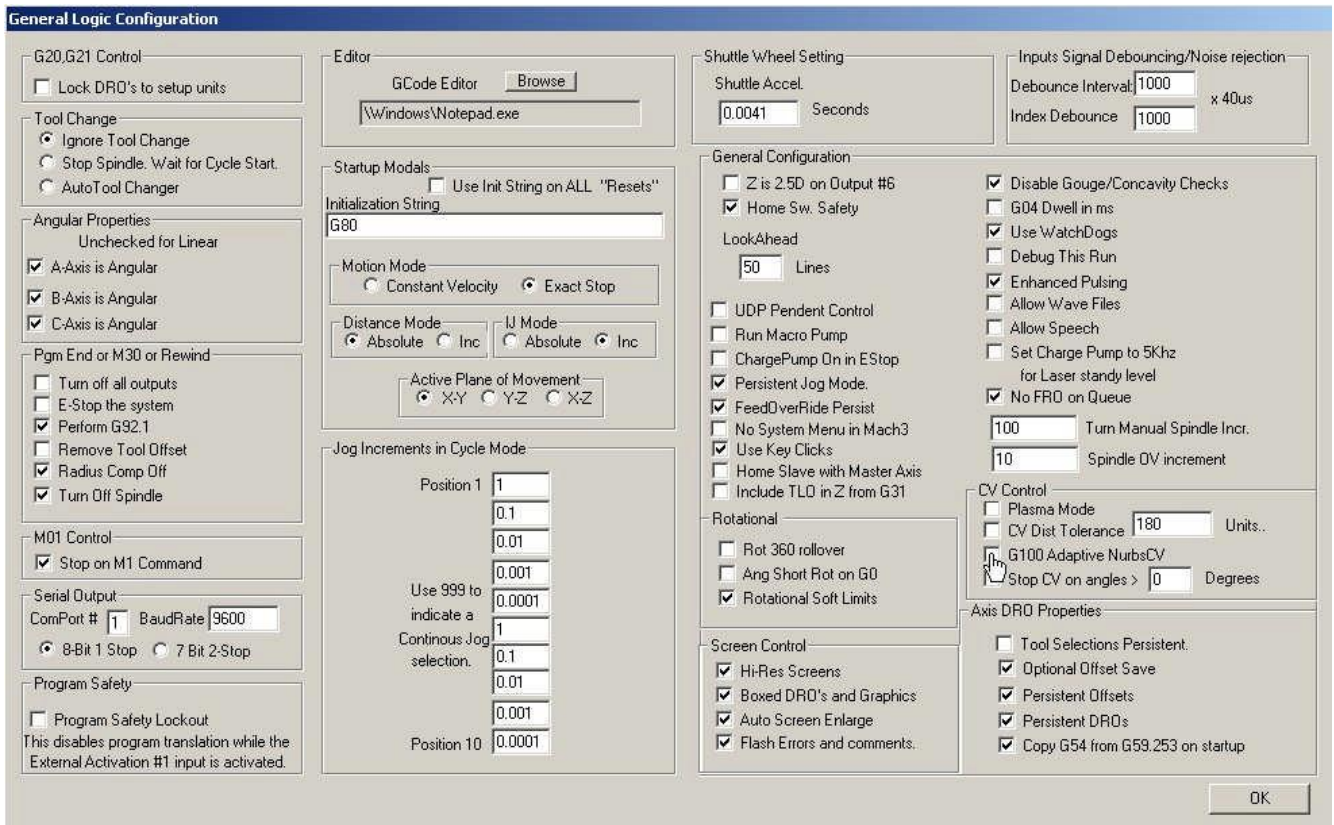 General Logic Configuration
G20,G21 Control
Lock DRO's to setup units
Tool Change
Ignore Tool Change
Stop Spindle. Wait for Cycle Start.
AutoTool Changer
Angular Properties
Unchecked for Linear
A-Axis is Angular
B-Axis is Angular
C-Axis is Angular
Pgm End or M30 or Rewind
Turn off all outputs
E-Stop the system
Perform G92.1
Remove Tool Offset
Radius Comp Off
Turn Off Spindle
M01 Control
Stop on M1 Command
Serial Output
ComPort # 1 BaudRate 9600
8-Bit 1 Stop 7 Bit 2-Stop
Program Safety
Program Safety Lockout
This disables program translation while the
External Activation #1 input is activated.
Editor
GCode Editor Browse
\Windows\Notepad.exe
Startup Modals
Use Init String on ALL "Resets"
Initialization String
G80
Motion Mode
Constant Velocity Exact Stop
Distance Mode
Absolute Inc
IJ Mode
Absolute Inc
Active Plane of Movement
X-Y Y-Z X-Z
Jog Increments in Cycle Mode
Position 1 1
0.1
0.01
0.001
Use 999 to
0.0001
indicate a
1
Continous Jog
0.1
selection.
0.01
0.001
Position 10 0.0001
Shuttle Wheel Setting
Shuttle Accel.
0.0041 Seconds
Inputs Signal Debouncing/Noise rejection
Debounce Interval: 1000
x 40us
Index Debounce 1000
General Configuration
Z is 2.5D on Output #6
Home Sw. Safety
LookAhead
50 Lines
UDP Pendent Control
Run Macro Pump
ChargePump On in EStop
Persistent Jog Mode.
FeedOverRide Persist
No System Menu in Mach3
Use Key Clicks
Home Slave with Master Axis
Include TLO in Z from G31
Disable Gouge/Concavity Checks
G04 Dwell in ms
Use WatchDogs
Debug This Run
Enhanced Pulsing
Allow Wave Files
Allow Speech
Set Charge Pump to 5Khz
for Laser standy level
No FRO on Queue
100 Turn Manual Spindle Incr.
10 Spindle OV increment
CV Control
Plasma Mode
CV Dist Tolerance 180 Units..
G100 Adaptive NurbsCV
Stop CV on angles > 0 Degrees
Rotational
Rot 360 rollover
Ang Short Rot on G0
Rotational Soft Limits
Screen Control
Hi-Res Screens
Boxed DRO's and Graphics
Auto Screen Enlarge
Flash Errors and comments.
Axis DRO Properties
Tool Selections Persistent.
Optional Offset Save
Persistent Offsets
Persistent DROs
Copy G54 from G59.253 on startup
OK